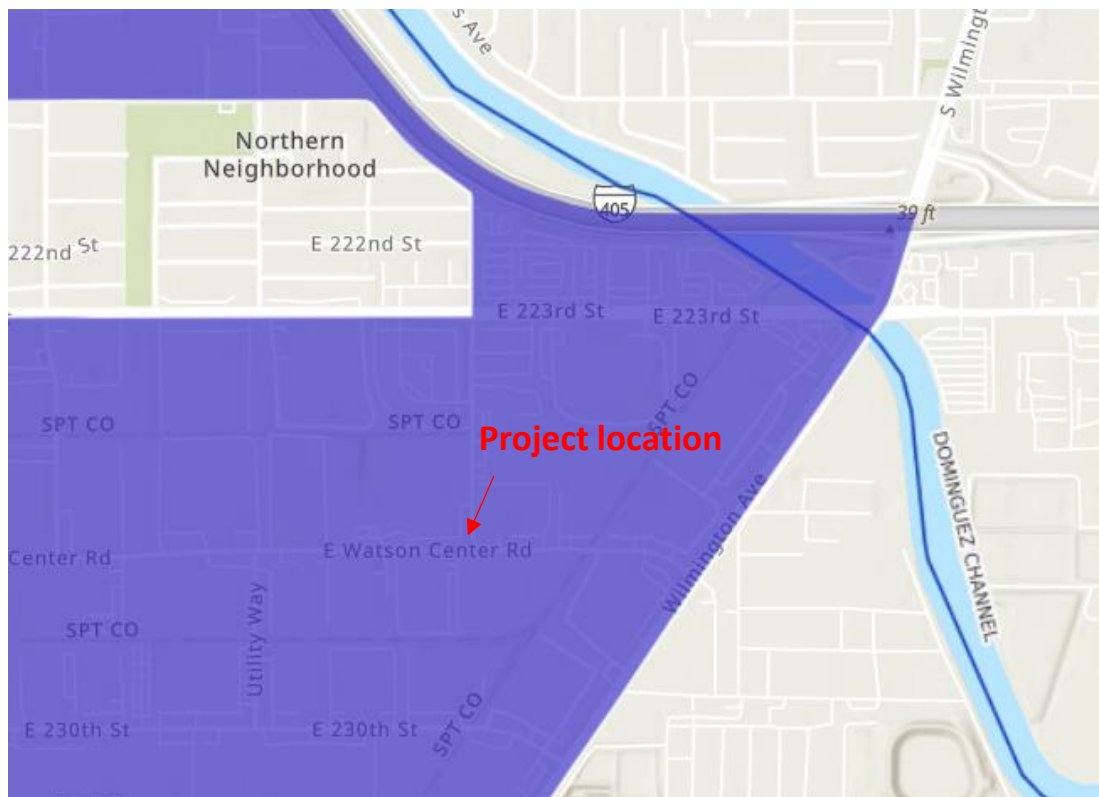 s Ave
S Wilmingt
Northern
Neighborhood
405
39 ft
222nd St
E 222nd St
E 223rd St
E 223rd St
SPT CO
SPT CO
SPT CO
Project location
DOMINGUEZ CHANNEL
Center Rd
E Watson Center Rd
Wilmington Ave
Utility Way
SPT CO
SPT CO
E 230th St
E 230th St